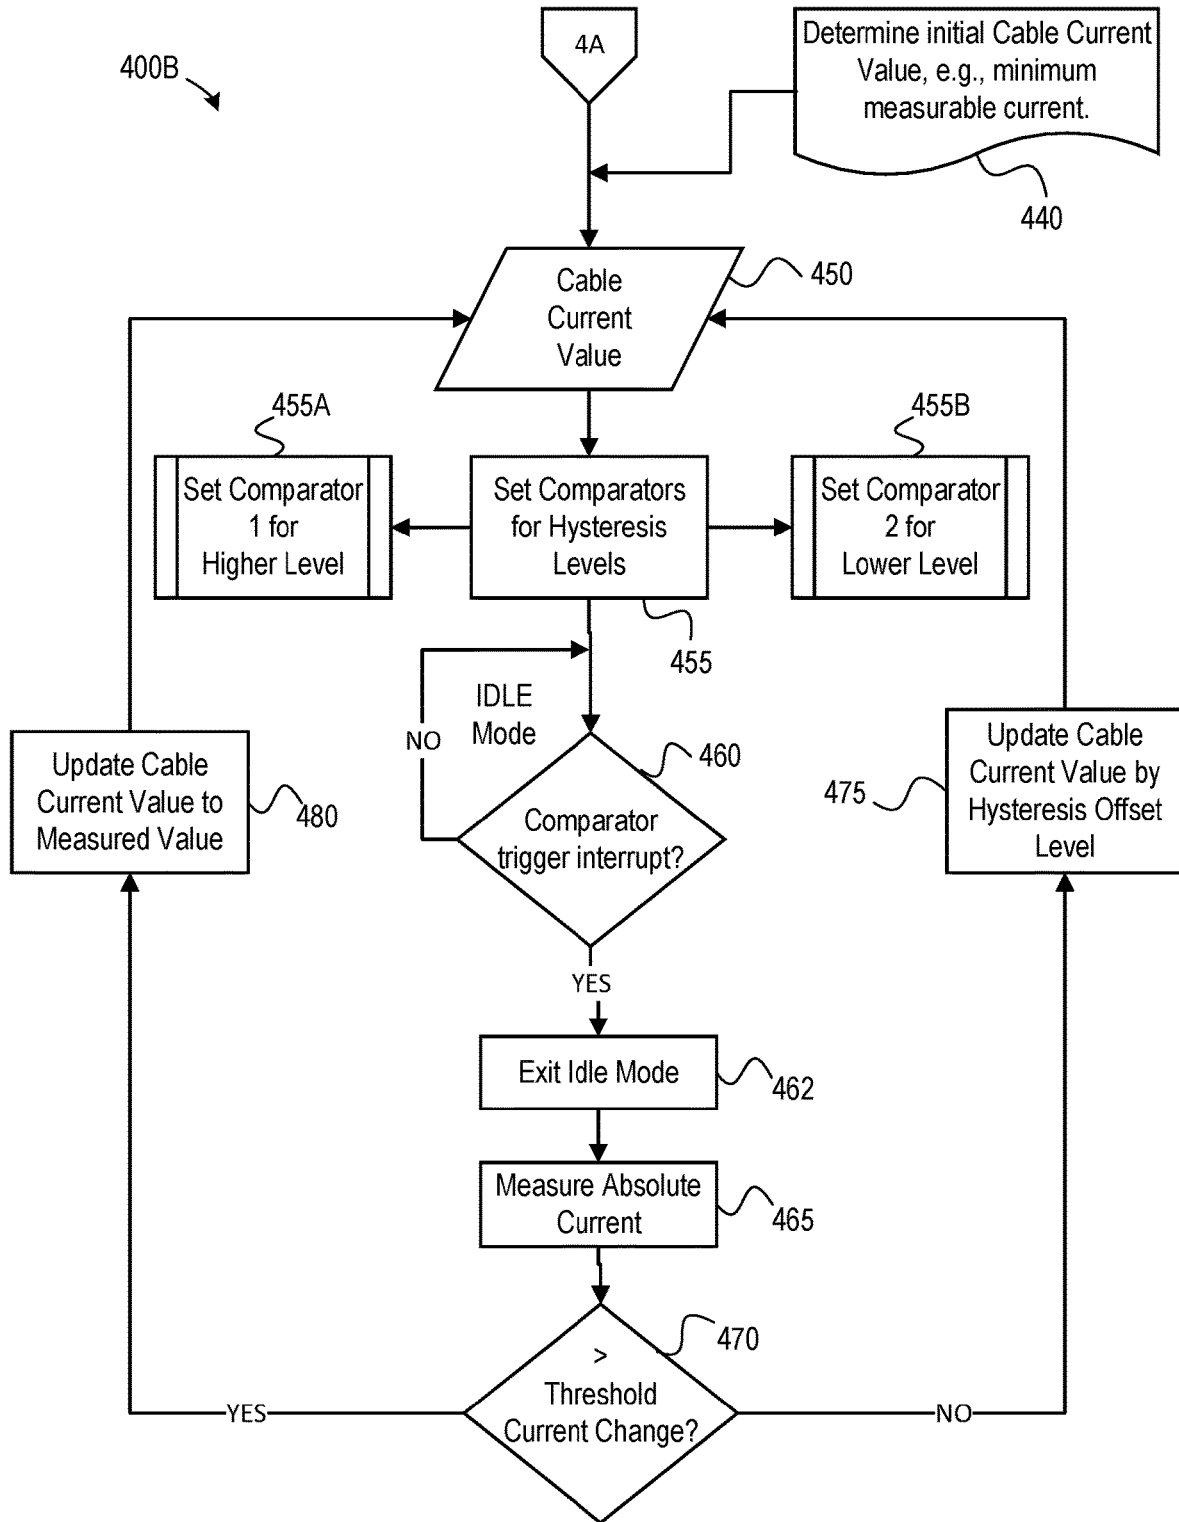 400B
4A
Determine initial Cable Current
Value, e.g., minimum
measurable current.
440
Cable
Current
Value
450
455A
455B
Set Comparator
1 for
Higher Level
Set Comparators
for Hysteresis
Levels
Set Comparator
2 for
Lower Level
455
IDLE
Mode
NO
460
Comparator
trigger interrupt?
Update Cable
Current Value to
Measured Value
480
475
Update Cable
Current Value by
Hysteresis Offset
Level
YES
Exit Idle Mode
462
Measure Absolute
Current
465
470
>
Threshold
Current Change?
YES
NO